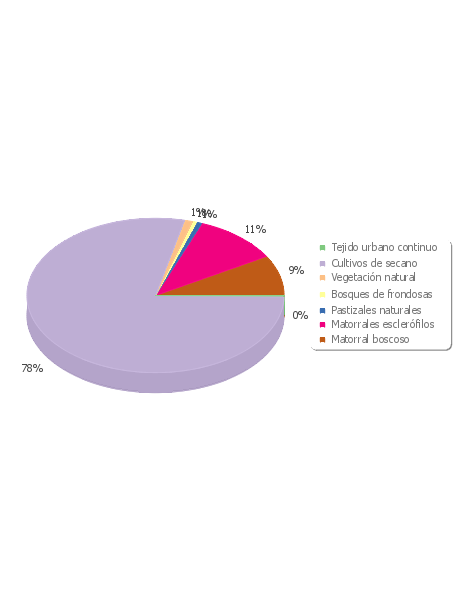 1%
1%
1%
11%
9%
0%
78%
Tejido urbano continuo
Cultivos de secano
Vegetación natural
Bosques de frondosas
Pastizales naturales
Matorrales esclerófilos
Matorral boscoso